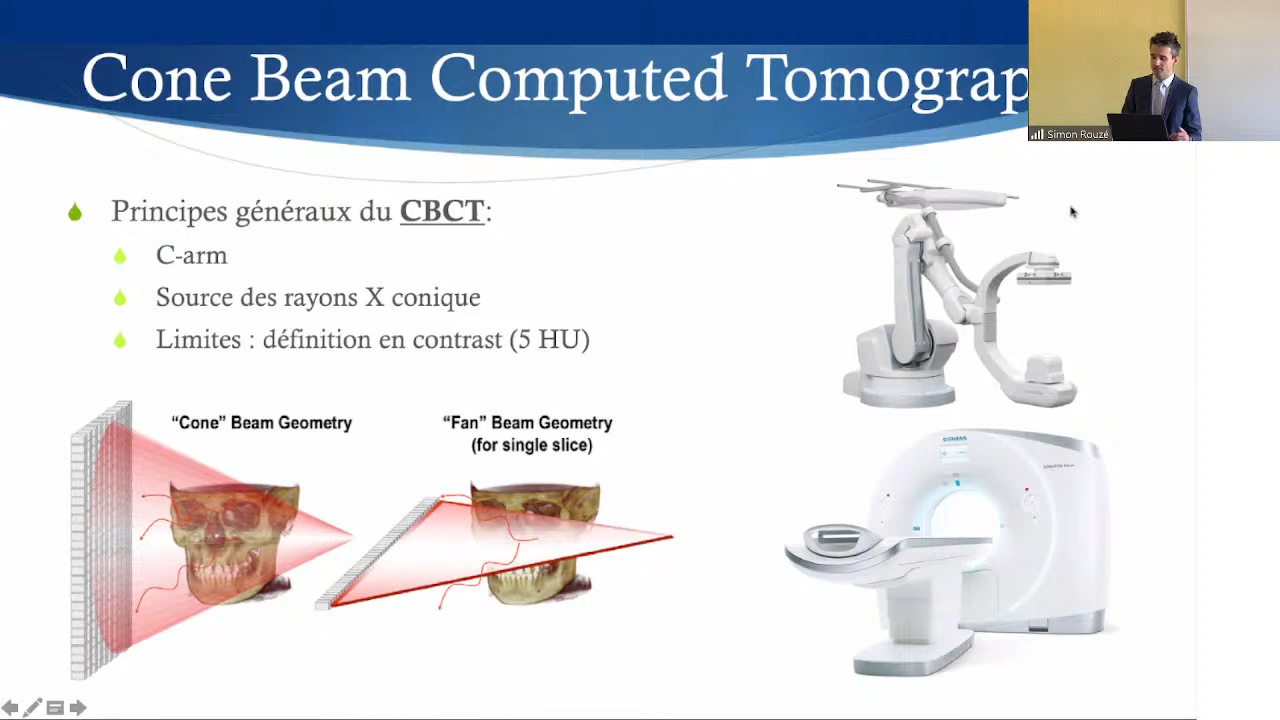 Cone Beam Computed Tomograp
Simon Rouzé
Principes généraux du CBCT:
C-arm
Source des rayons X conique
Limites : définition en contrast (5 HU)
“Cone” Beam Geometry
“Fan” Beam Geometry
(for single slice)
SIEMENS